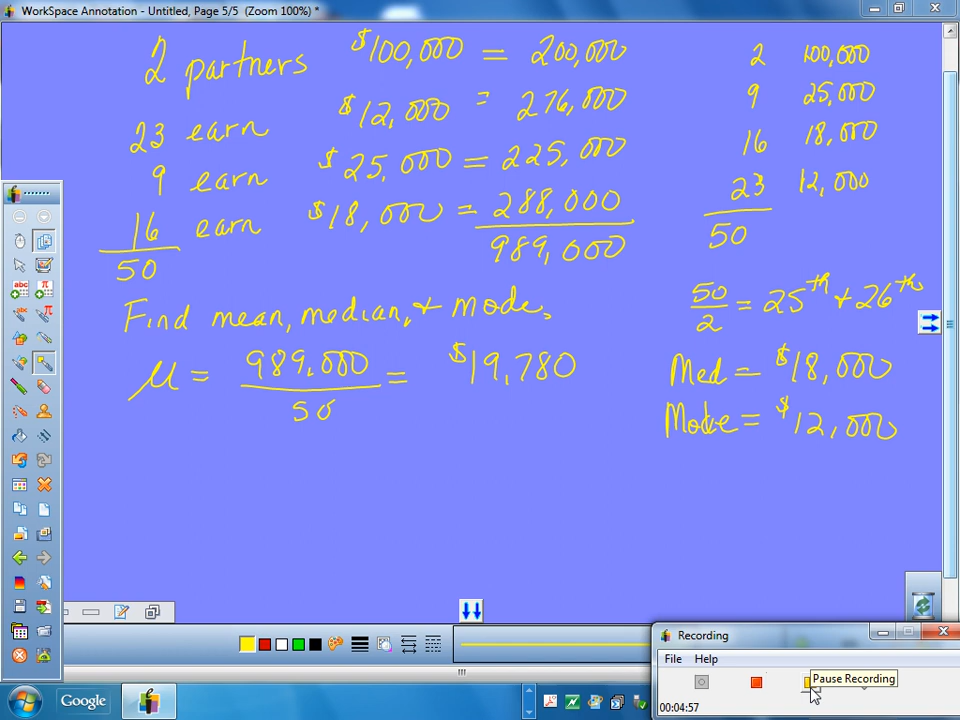 WorkSpace Annotation - Untitled, Page 5/5 (Zoom 100%) *
2 partners $100,000 = 200,000
23 earn $12,000 = 276,000
9 earn $25,000 = 225,000
16 earn $18,000 = 288,000
50 989,000
2 100,000
9 25,000
16 18,000
23 12,000
50
Find mean, median, + mode.
50/2 = 25th + 26th
μ = 989,000/50 = $19,780
Med = $18,000
Mode = $12,000
abc
π
abc
π
Recording
File Help
Pause Recording
00:04:57
Google